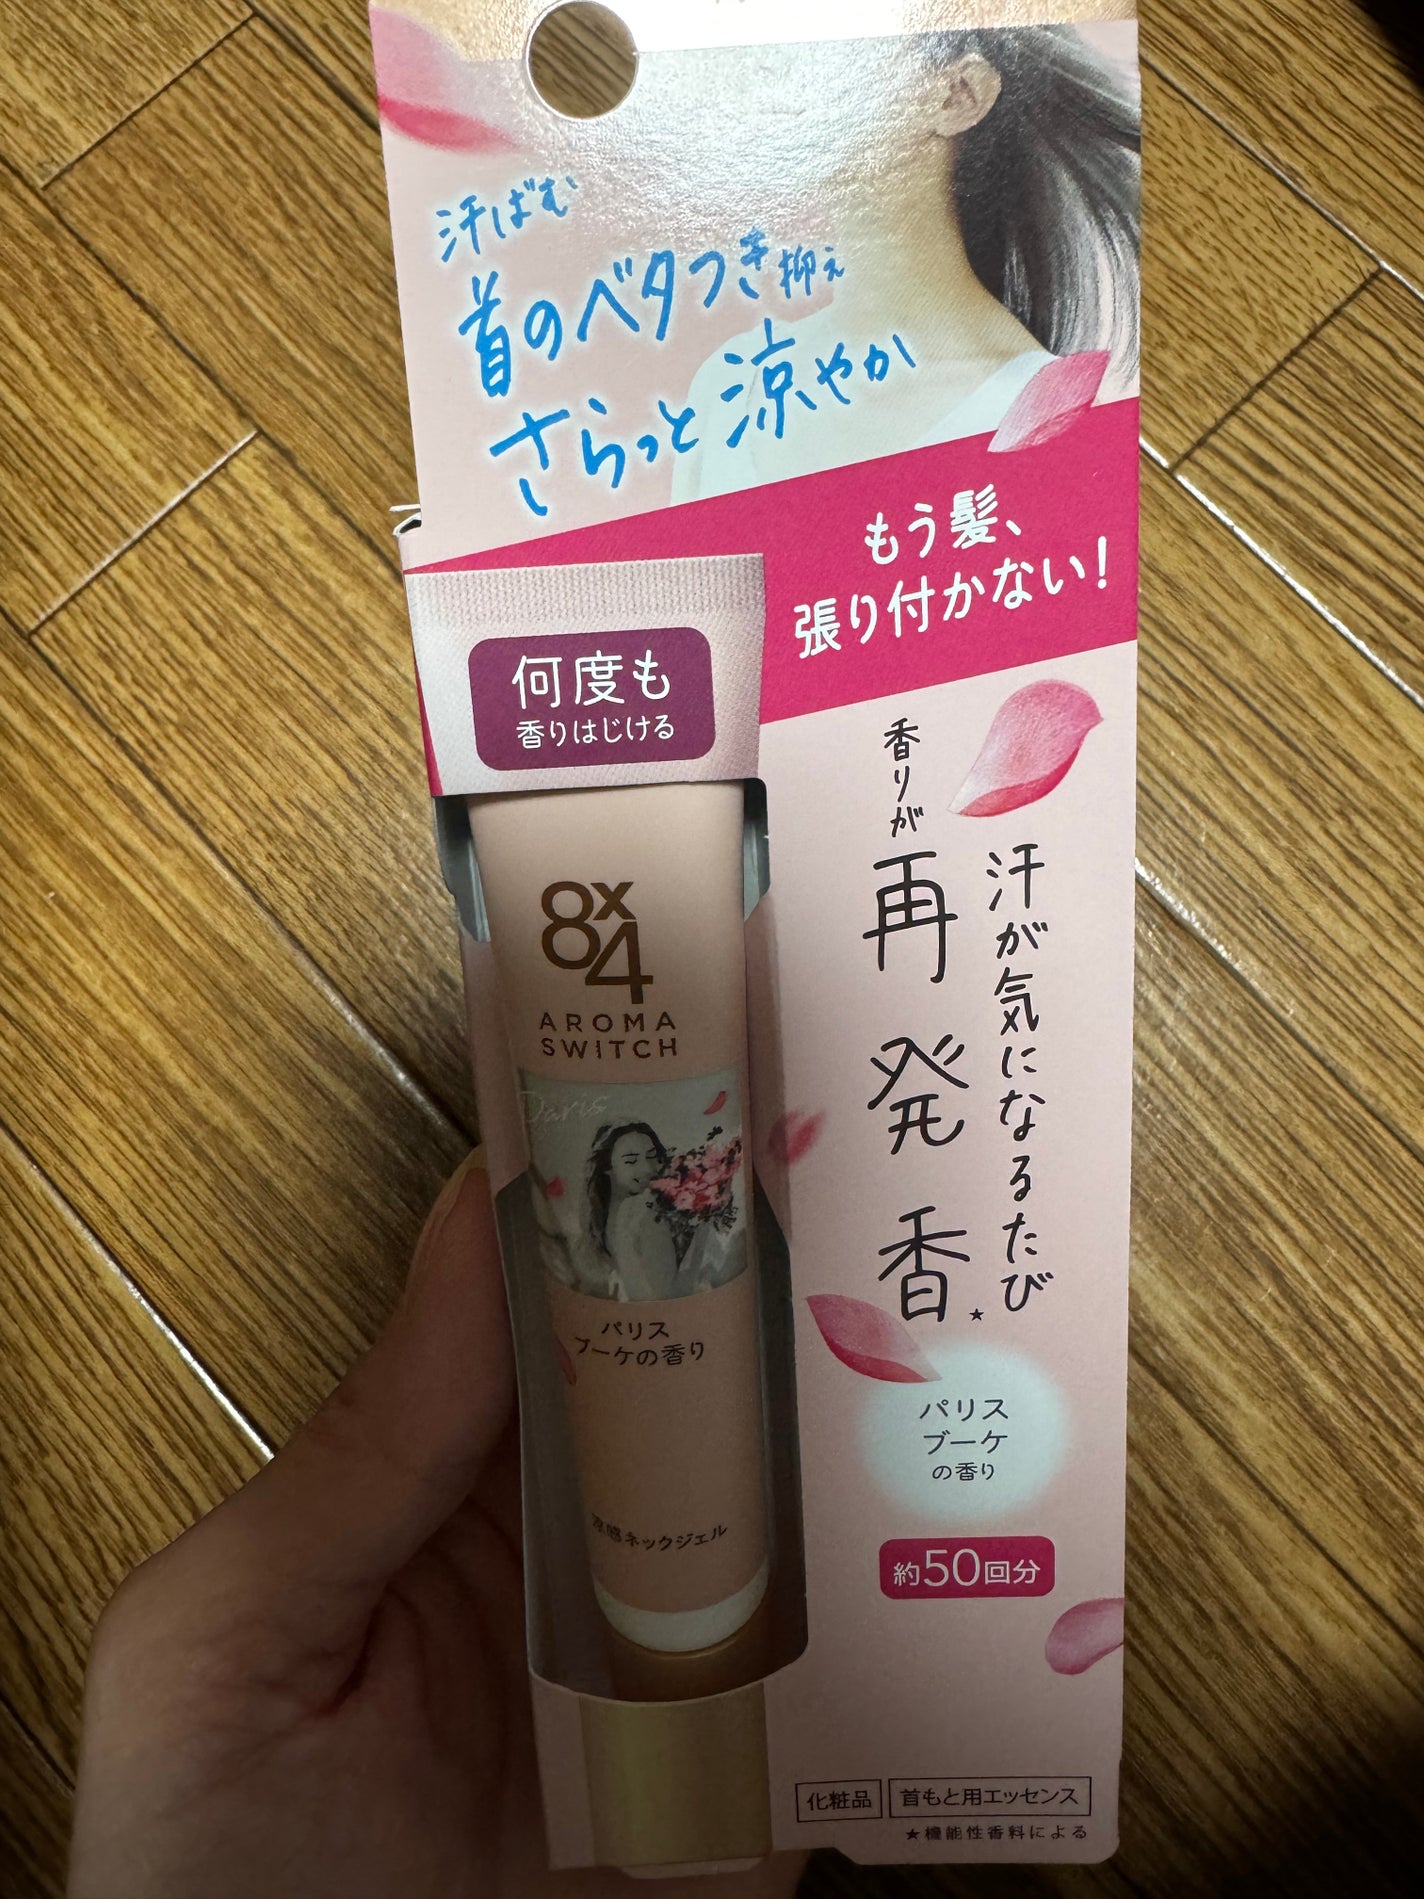 汗ばむ
首のベタつき抑え
さらっと涼やか
もう髪、
張り付かない!
何度も
香りはじける
汗が気になるたび
香りが再発香★
8x4
AROMA
SWITCH
Paris
パリス
ブーケの香り
涼感ネックジェル
パリス
ブーケ
の香り
約50回分
化粧品 首もと用エッセンス
★機能性香料による